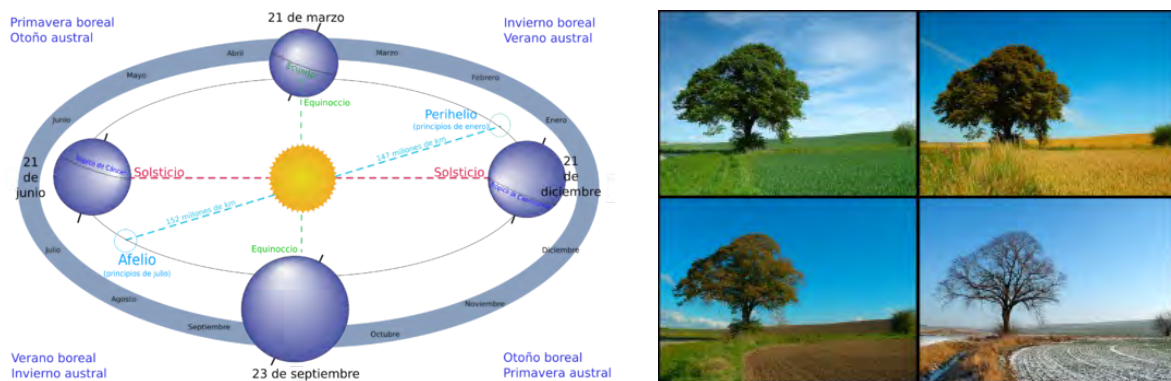 Primavera boreal
Otoño austral
21 de marzo
Invierno boreal
Verano austral
Abril
Marzo
Mayo
Febrero
Ecuador
Equinoccio
Perihelio
(principios de enero)
Junio
Enero
147 millones de km
21
de
junio
Trópico de Cáncer
Solsticio
Solsticio
21
de
diciembre
Trópico de Capricornio
152 millones de km
Equinoccio
Julio
Afelio
(principios de julio)
Diciembre
Agosto
Noviembre
Septiembre
Octubre
Verano boreal
Invierno austral
23 de septiembre
Otoño boreal
Primavera austral